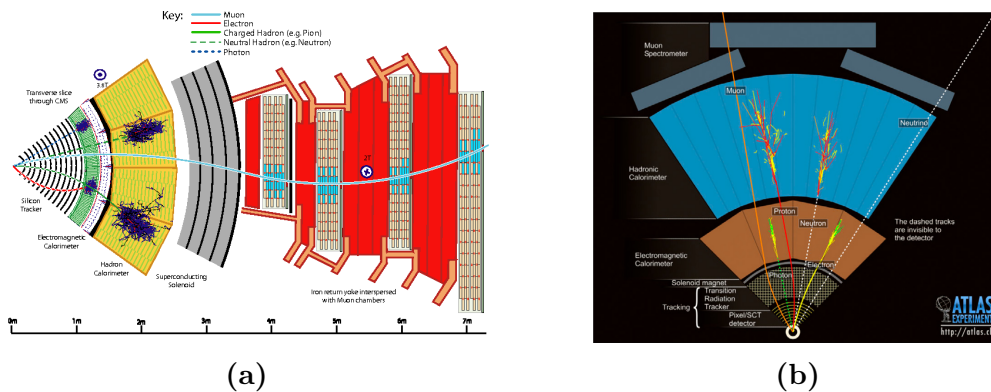 Key:
Muon
Electron
Charged Hadron (e.g. Pion)
Neutral Hadron (e.g. Neutron)
Photon
3.8T
Transverse slice
through CMS
2T
Silicon
Tracker
Electromagnetic
Calorimeter
Hadron
Calorimeter
Superconducting
Solenoid
Iron return yoke interspersed
with Muon chambers
0m 1m 2m 3m 4m 5m 6m 7m
(a)
Muon
Spectrometer
Muon
Neutrino
Hadronic
Calorimeter
Proton
Neutron
The dashed tracks
are invisible to
the detector
Electromagnetic
Calorimeter
Photon
Electron
Solenoid magnet
Tracking
Transition
Radiation
Tracker
Pixel/SCT
detector
ATLAS
EXPERIMENT
http://atlas.ch
(b)